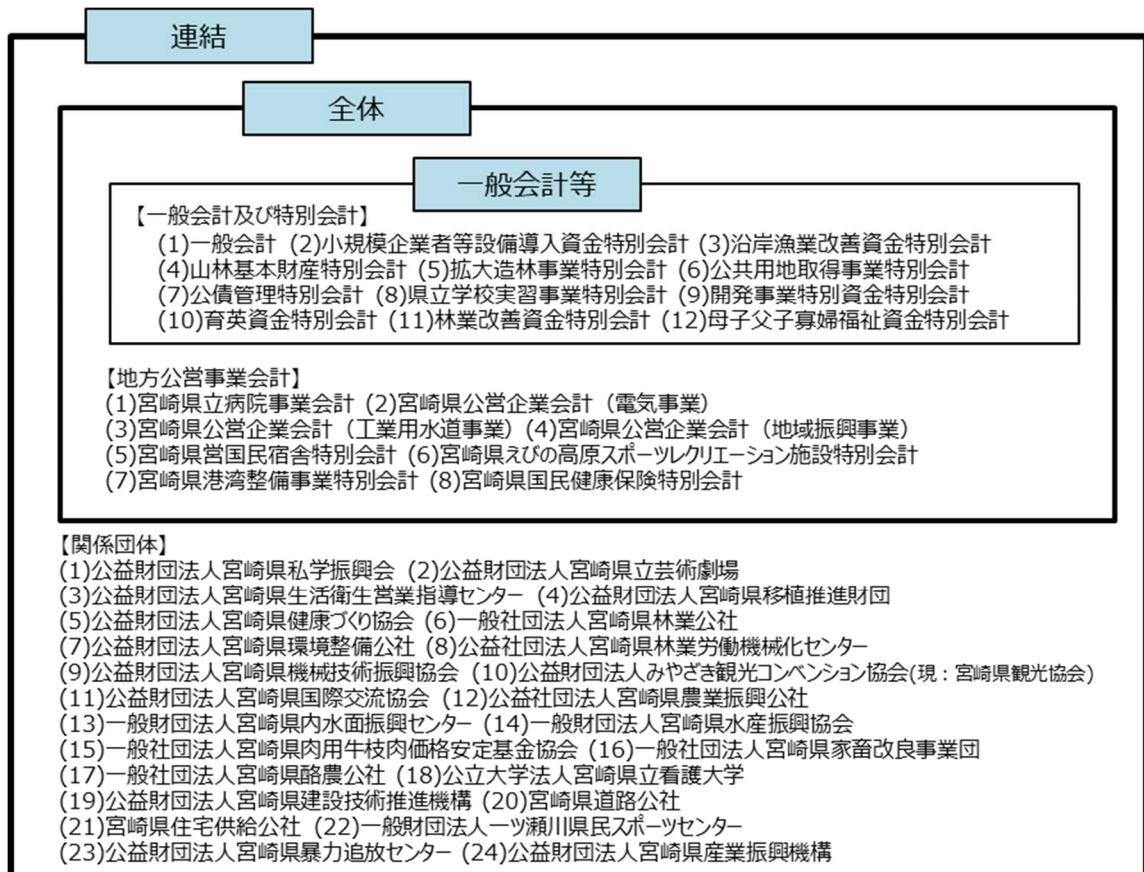 連結
全体
一般会計等
【一般会計及び特別会計】
(1)一般会計 (2)小規模企業者等設備導入資金特別会計 (3)沿岸漁業改善資金特別会計
(4)山林基本財産特別会計 (5)拡大造林事業特別会計 (6)公共用地取得事業特別会計
(7)公債管理特別会計 (8)県立学校実習事業特別会計 (9)開発事業特別資金特別会計
(10)育英資金特別会計 (11)林業改善資金特別会計 (12)母子父子寡婦福祉資金特別会計
【地方公営事業会計】
(1)宮崎県立病院事業会計 (2)宮崎県公営企業会計（電気事業）
(3)宮崎県公営企業会計（工業用水道事業）(4)宮崎県公営企業会計（地域振興事業）
(5)宮崎県営国民宿舎特別会計 (6)宮崎県えびの高原スポーツレクリエーション施設特別会計
(7)宮崎県港湾整備事業特別会計 (8)宮崎県国民健康保険特別会計
【関係団体】
(1)公益財団法人宮崎県私学振興会 (2)公益財団法人宮崎県立芸術劇場
(3)公益財団法人宮崎県生活衛生営業指導センター (4)公益財団法人宮崎県移植推進財団
(5)公益財団法人宮崎県健康づくり協会 (6)一般社団法人宮崎県林業公社
(7)公益財団法人宮崎県環境整備公社 (8)公益社団法人宮崎県林業労働機械化センター
(9)公益財団法人宮崎県機械技術振興協会 (10)公益財団法人みやざき観光コンベンション協会(現：宮崎県観光協会)
(11)公益財団法人宮崎県国際交流協会 (12)公益社団法人宮崎県農業振興公社
(13)一般財団法人宮崎県内水面振興センター (14)一般財団法人宮崎県水産振興協会
(15)一般社団法人宮崎県肉用牛枝肉価格安定基金協会 (16)一般社団法人宮崎県家畜改良事業団
(17)一般社団法人宮崎県酪農公社 (18)公立大学法人宮崎県立看護大学
(19)公益財団法人宮崎県建設技術推進機構 (20)宮崎県道路公社
(21)宮崎県住宅供給公社 (22)一般財団法人一ツ瀬川県民スポーツセンター
(23)公益財団法人宮崎県暴力追放センター (24)公益財団法人宮崎県産業振興機構